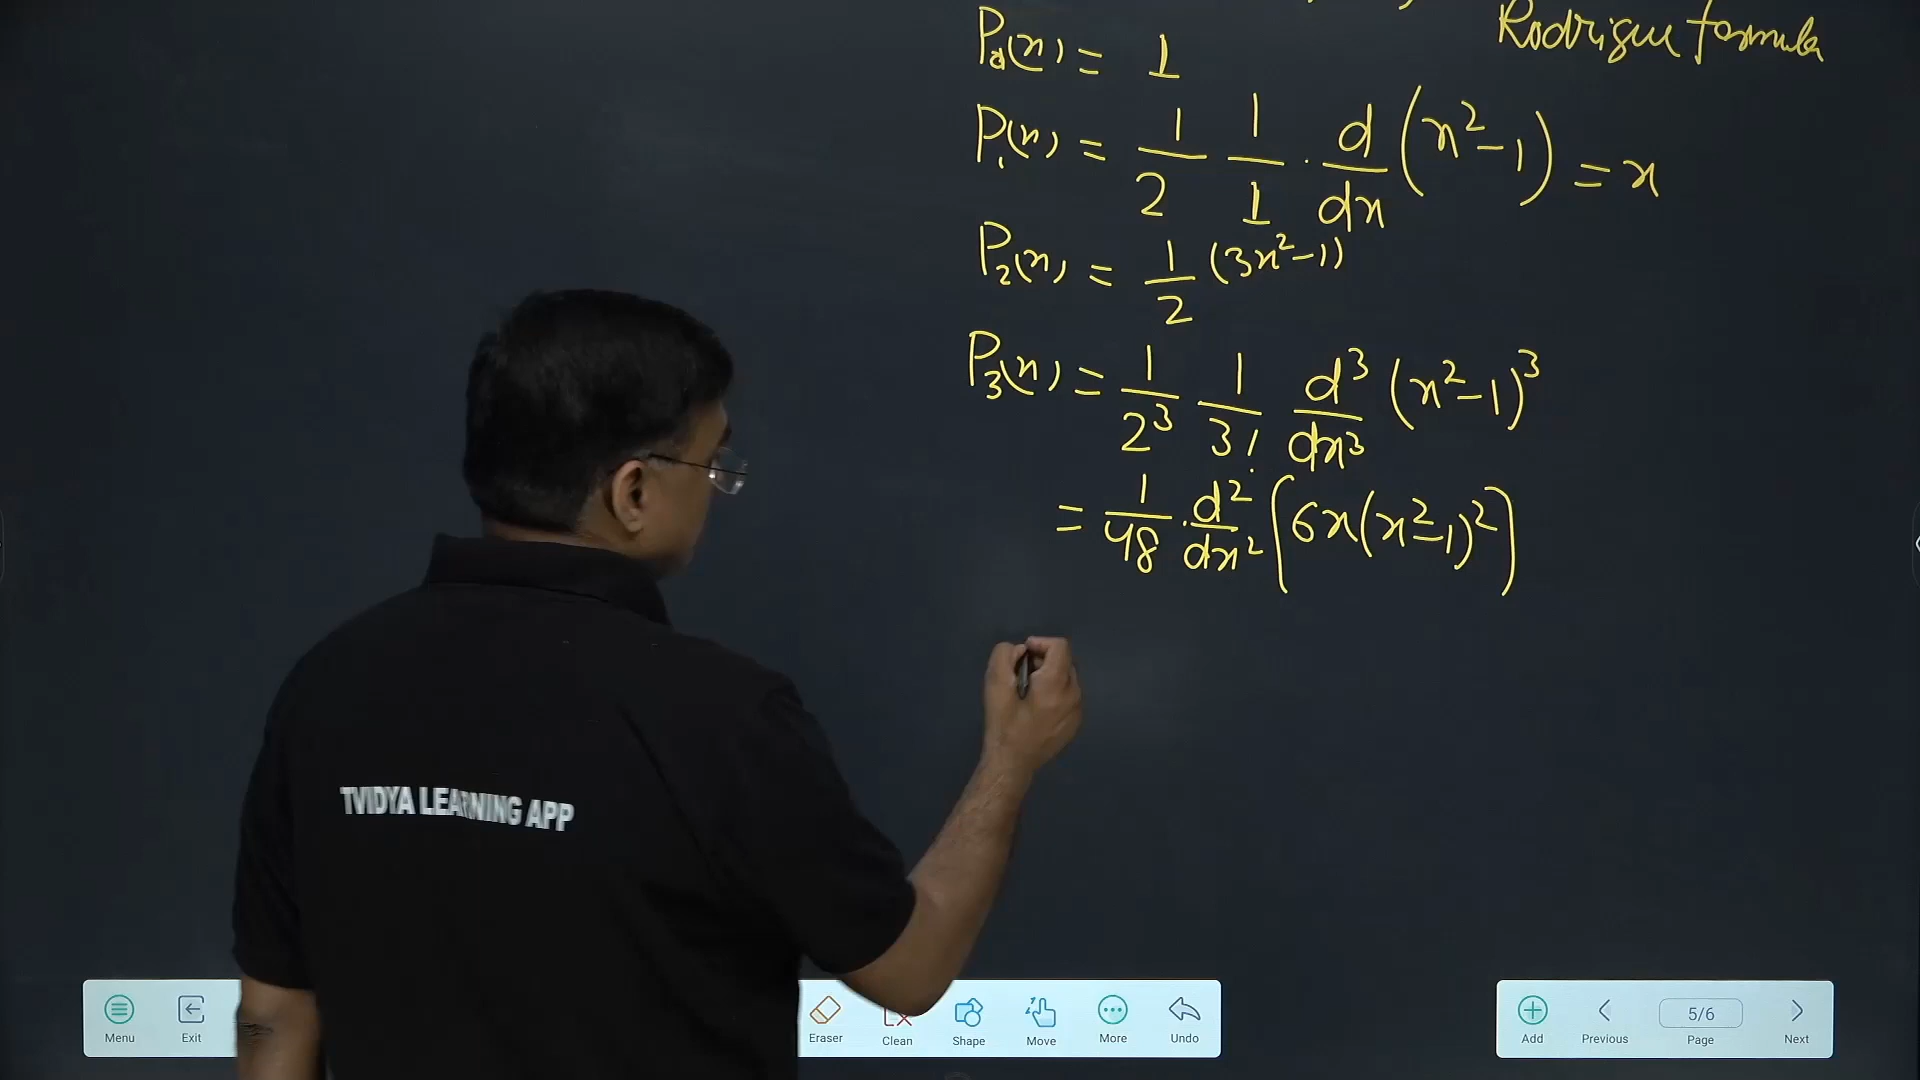 Rodrigue formula
P₀(x) = 1
P₁(x) = 1/2 1/1 · d/dx (x²-1) = x
P₂(x) = 1/2 (3x²-1)
P₃(x) = 1/2³ 1/3! d³/dx³ (x²-1)³
= 1/48 · d²/dx² [6x(x²-1)²]
TVIDYA LEARNING APP
Menu Exit Eraser Clean Shape Move More Undo Add Previous 5/6 Page Next